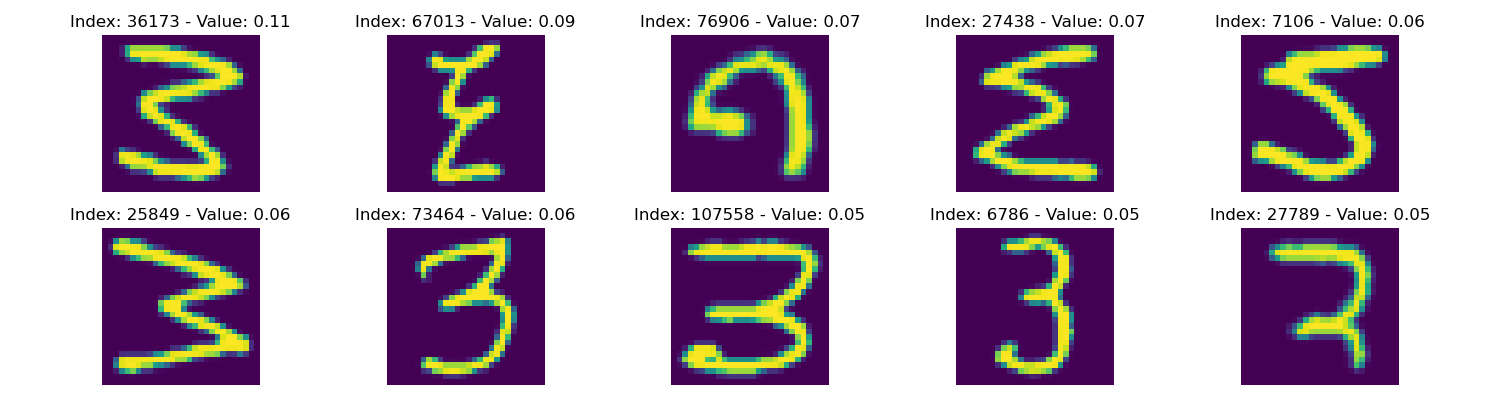 Index: 36173 - Value: 0.11 Index: 67013 - Value: 0.09 Index: 76906 - Value: 0.07 Index: 27438 - Value: 0.07 Index: 7106 - Value: 0.06
Index: 25849 - Value: 0.06 Index: 73464 - Value: 0.06 Index: 107558 - Value: 0.05 Index: 6786 - Value: 0.05 Index: 27789 - Value: 0.05